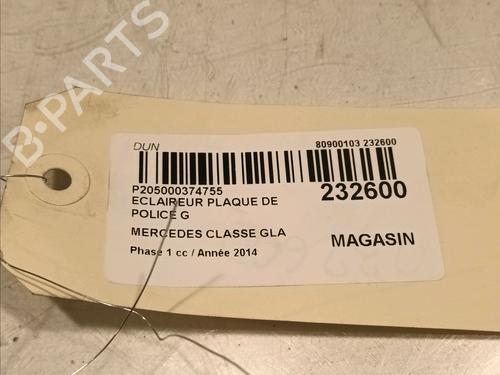 B-PARTS
DUN
80900103 232600
P205000374755
ECLAIREUR PLAQUE DE
POLICE G
232600
MERCEDES CLASSE GLA
MAGASIN
Phase 1 cc / Année 2014